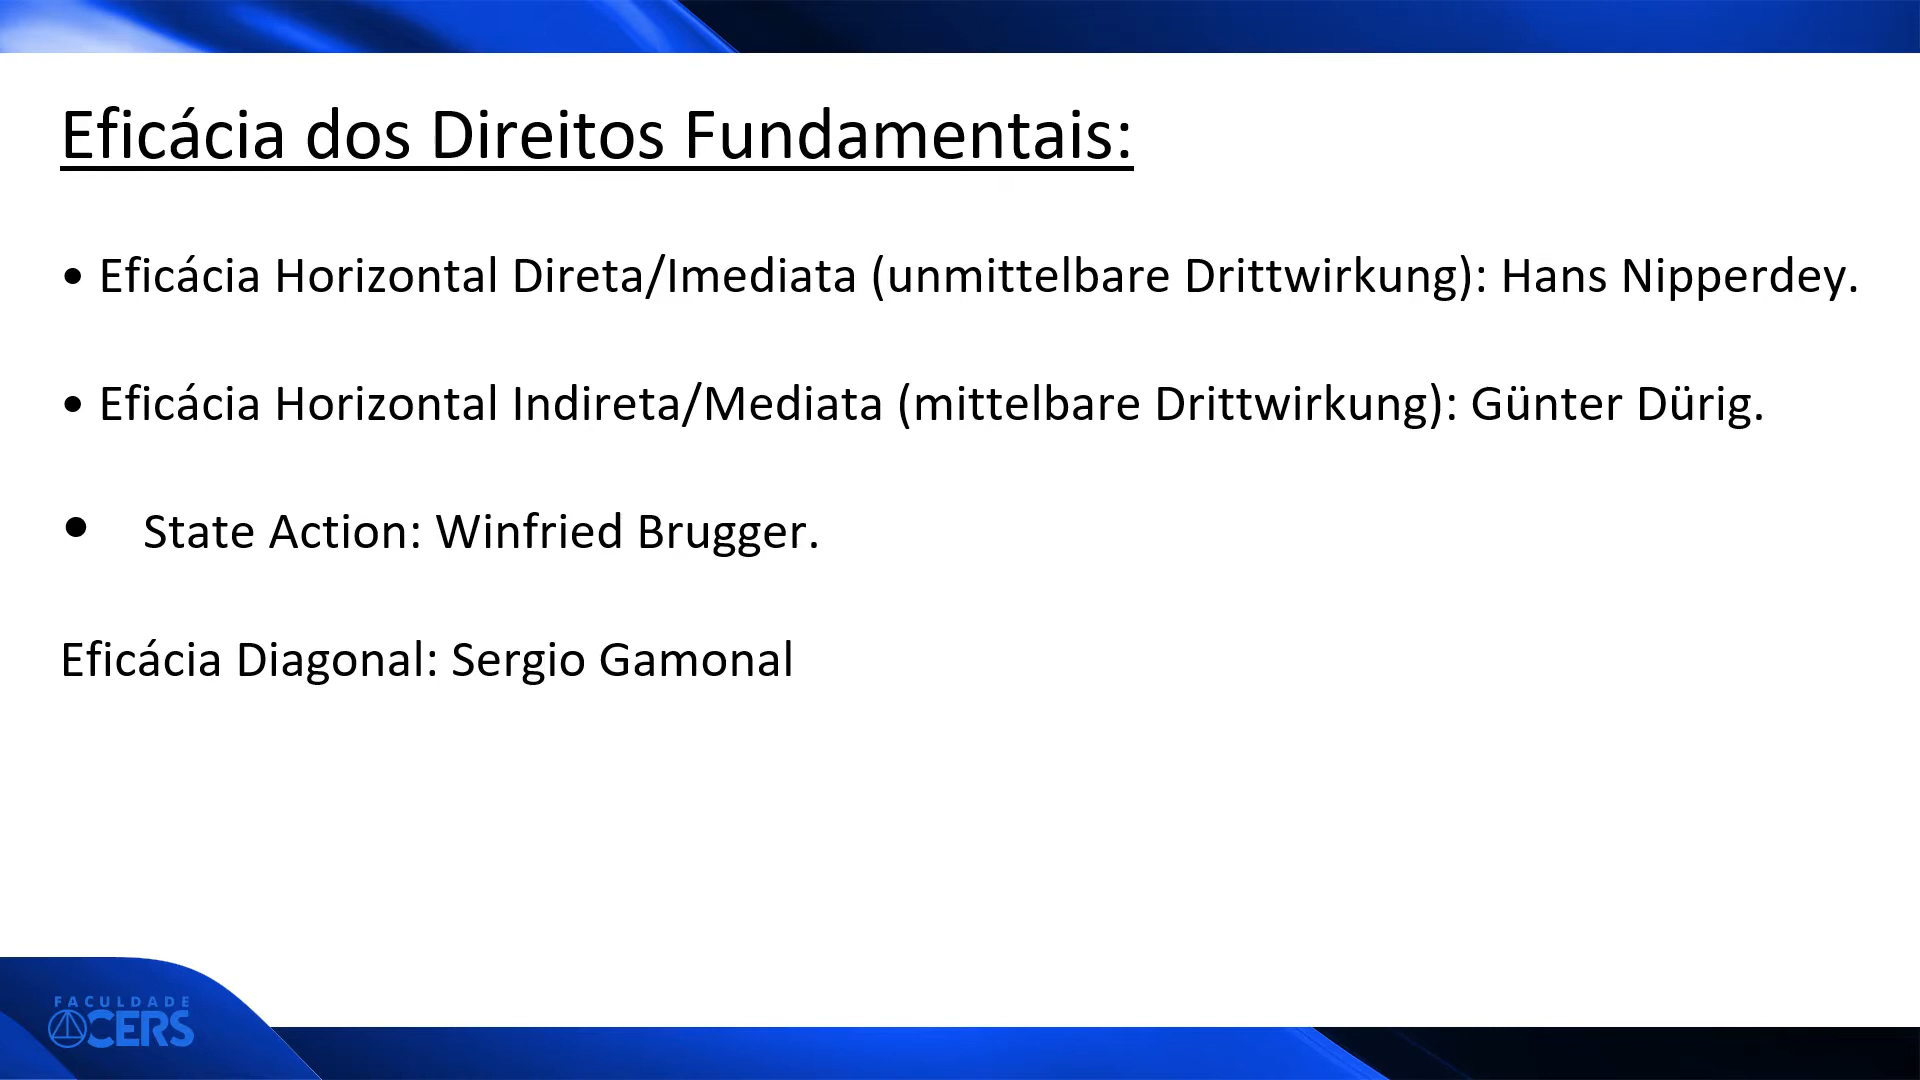 Eficácia dos Direitos Fundamentais:
• Eficácia Horizontal Direta/Imediata (unmittelbare Drittwirkung): Hans Nipperdey.
• Eficácia Horizontal Indireta/Mediata (mittelbare Drittwirkung): Günter Dürig.
• State Action: Winfried Brugger.
Eficácia Diagonal: Sergio Gamonal
FACULDADE
CERS